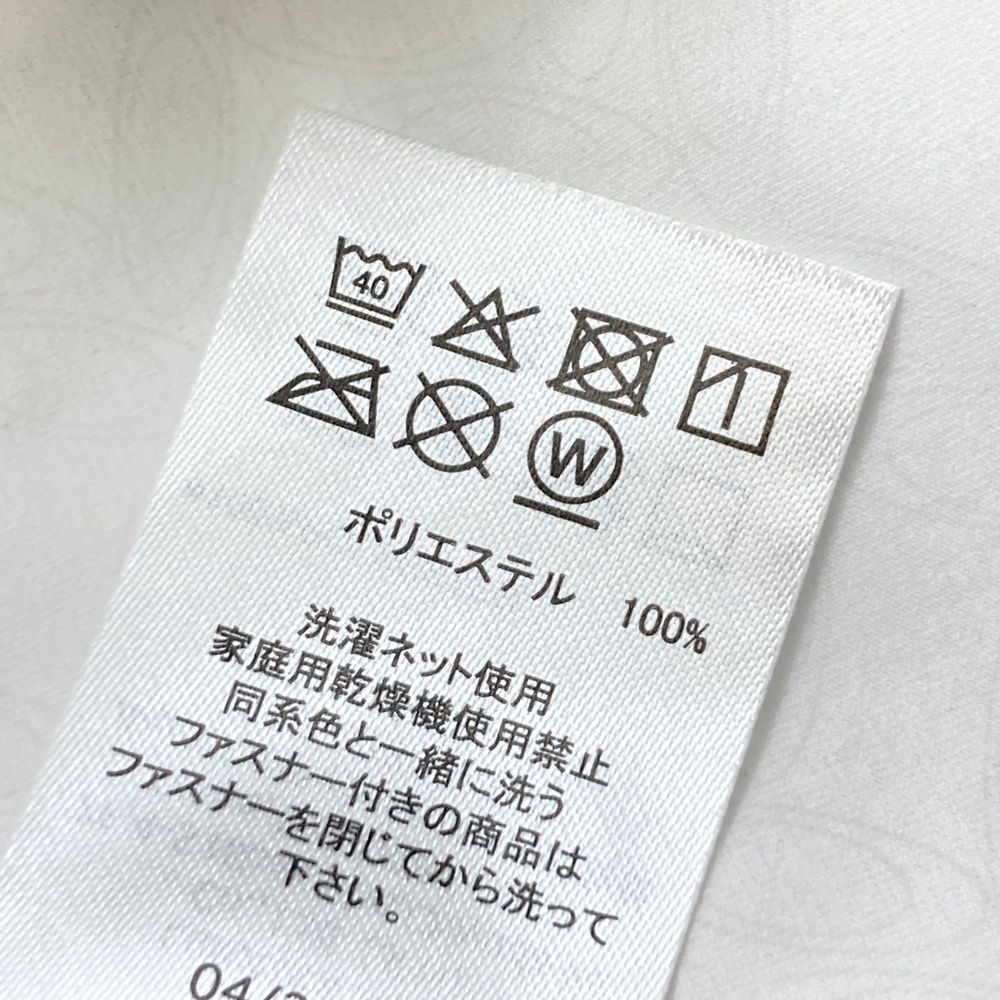 40
W
ポリエステル 100%
洗濯ネット使用
家庭用乾燥機使用禁止
同系色と一緒に洗う
ファスナー付きの商品は
ファスナーを閉じてから洗って
下さい。
04/